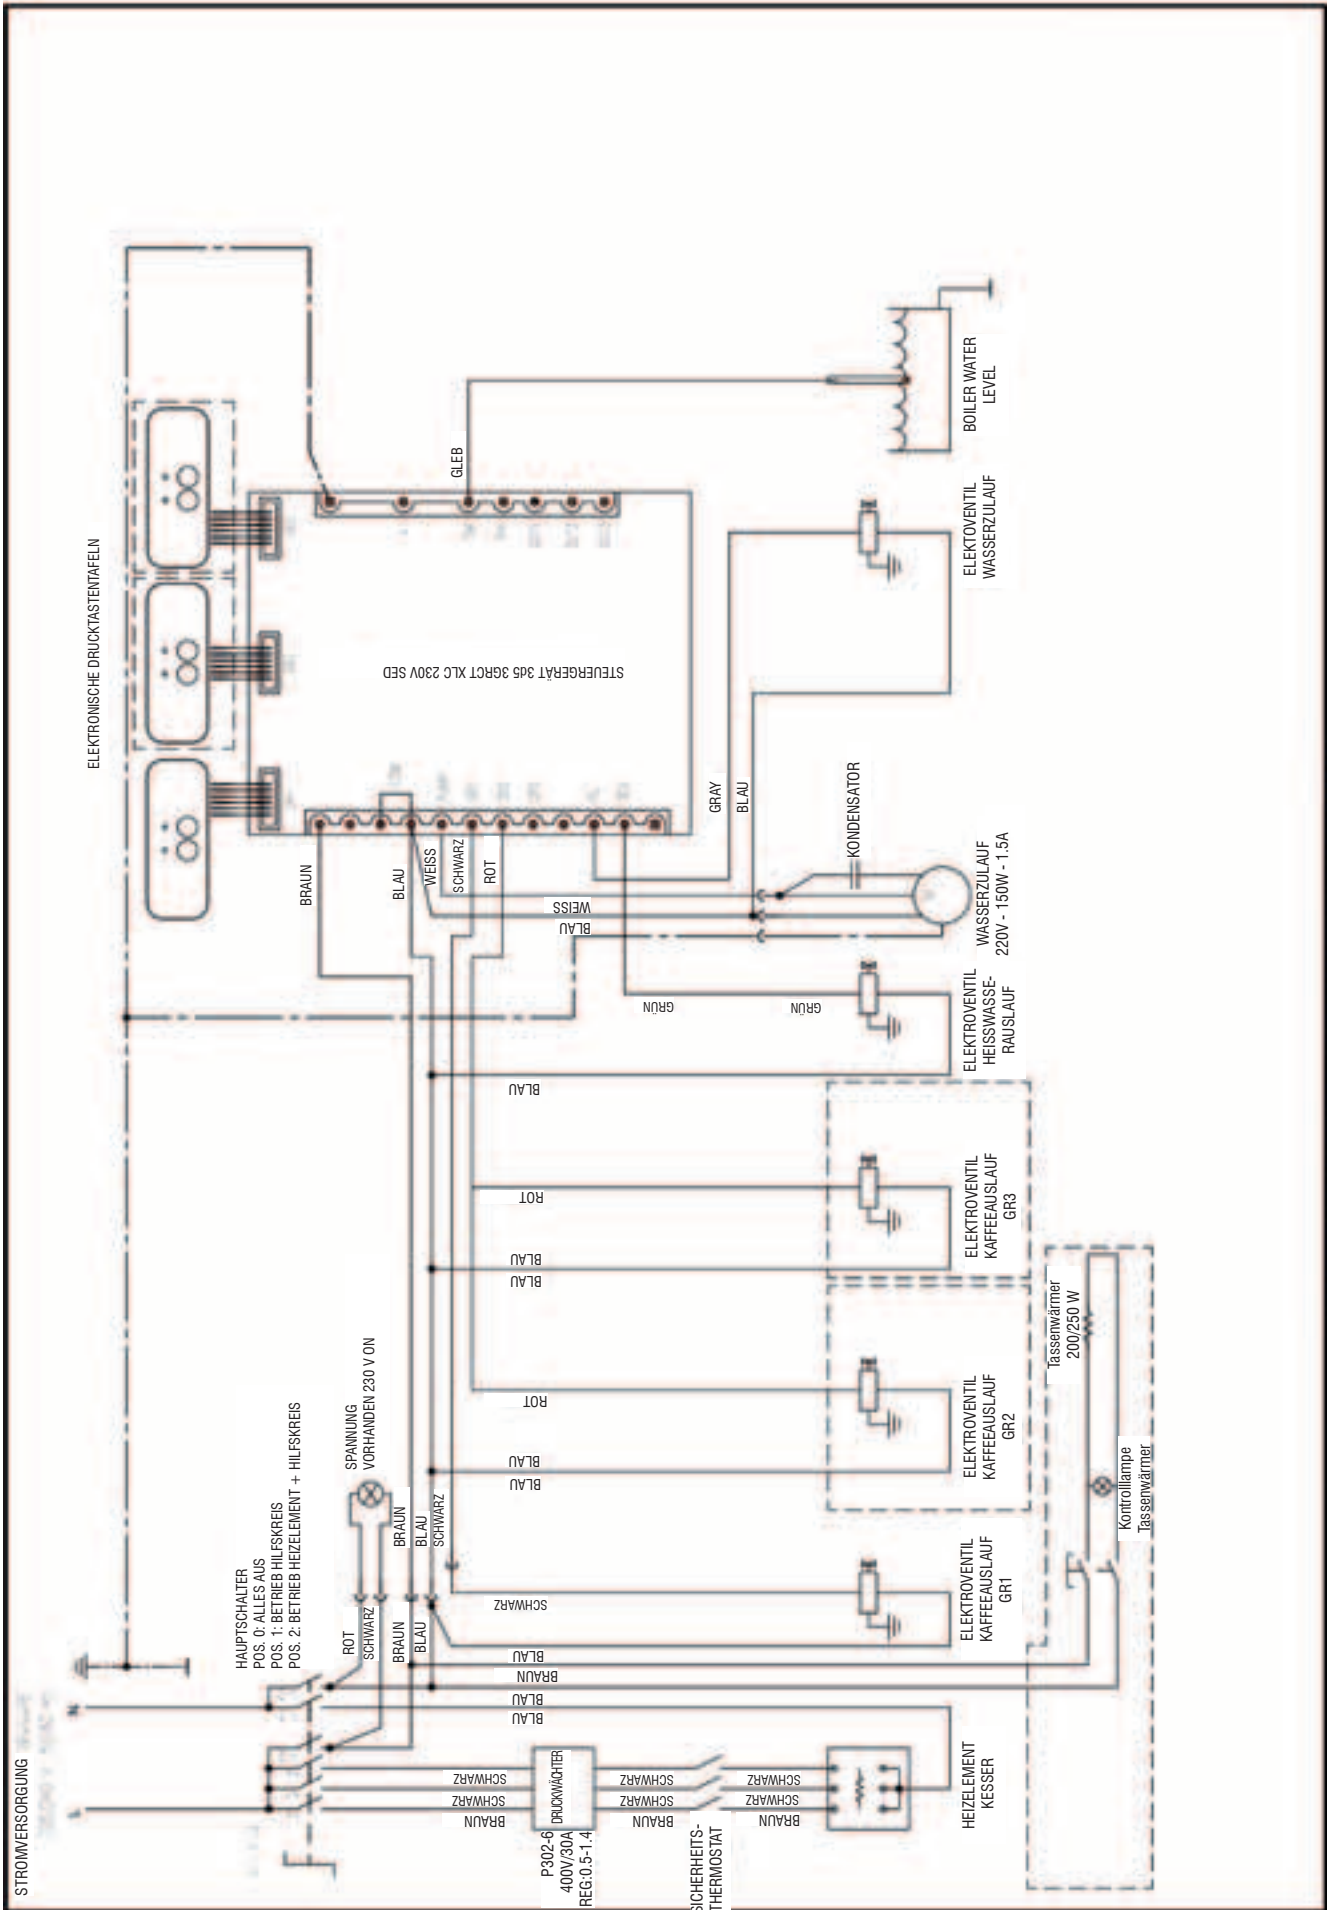 STROMVERSORGUNG
N
HAUPTSCHALTER
POS. 0: ALLES AUS
POS. 1: BETRIEB HILFSKREIS
POS. 2: BETRIEB HEIZELEMENT + HILFSKREIS
SPANNUNG
VORHANDEN 230 V ON
ELEKTRONISCHE DRUCKTASTENTAFELN
STEUERGERÄT 3d5 3GRCT XLC 230V SED
GLEB
BRAUN
BLAU
WEISS
SCHWARZ
ROT
GRAY
BLAU
WEISS
BLAU
KONDENSATOR
GRÜN
GRÜN
BLAU
ROT
BLAU
BLAU
ROT
BLAU
BLAU
BRAUN
BLAU
SCHWARZ
ROT
SCHWARZ
BRAUN
BLAU
SCHWARZ
BLAU
BRAUN
BLAU
BLAU
SCHWARZ
SCHWARZ
BRAUN
P302-6
400V/30A
REG:0.5-1.4
DRUCKWÄCHTER
SCHWARZ
SCHWARZ
BRAUN
SICHERHEITS-
THERMOSTAT
SCHWARZ
SCHWARZ
BRAUN
HEIZELEMENT
KESSER
ELEKTROVENTIL
KAFFEEAUSLAUF
GR1
ELEKTROVENTIL
KAFFEEAUSLAUF
GR2
ELEKTROVENTIL
KAFFEEAUSLAUF
GR3
ELEKTROVENTIL
HEISSWASSE-
RAUSLAUF
WASSERZULAUF
220V - 150W - 1.5A
ELEKTOVENTIL
WASSERZULAUF
BOILER WATER
LEVEL
Tassenwärmer
200/250 W
Kontrolllampe
Tassenwärmer